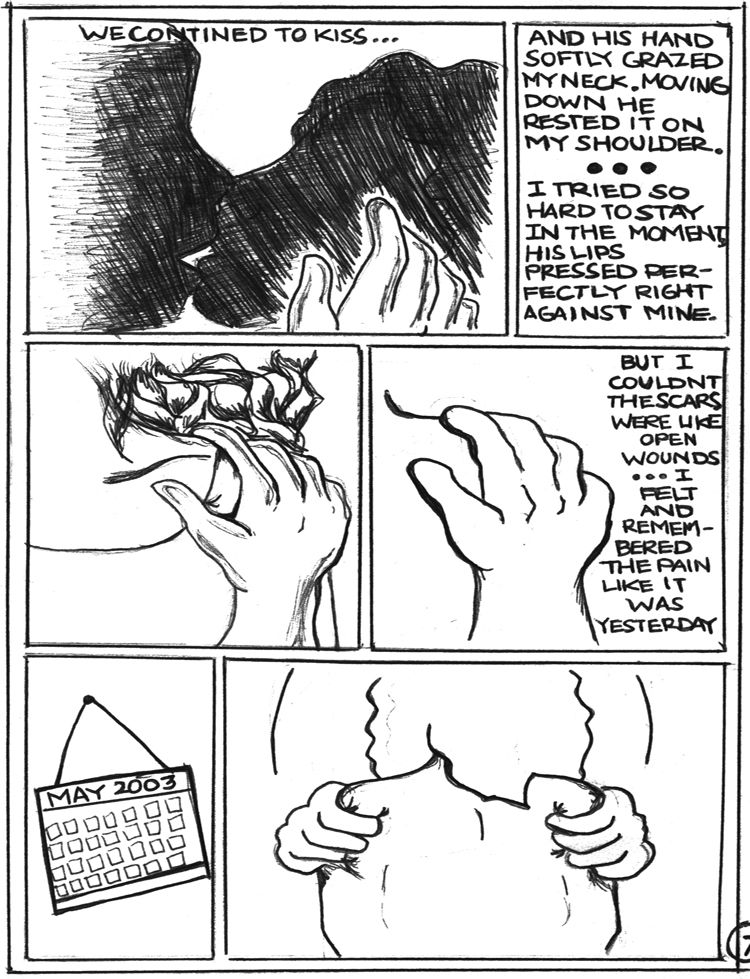 WE CONTINED TO KISS...
AND HIS HAND
SOFTLY GRAZED
MY NECK. MOVING
DOWN HE
RESTED IT ON
MY SHOULDER.
•••
I TRIED SO
HARD TO STAY
IN THE MOMENT,
HIS LIPS
PRESSED PER-
FECTLY RIGHT
AGAINST MINE.
BUT I
COULDNT
THE SCARS
WERE LIKE
OPEN
WOUNDS
... I
FELT
AND
REMEM-
BERED
THE PAIN
LIKE IT
WAS
YESTERDAY
MAY 2003